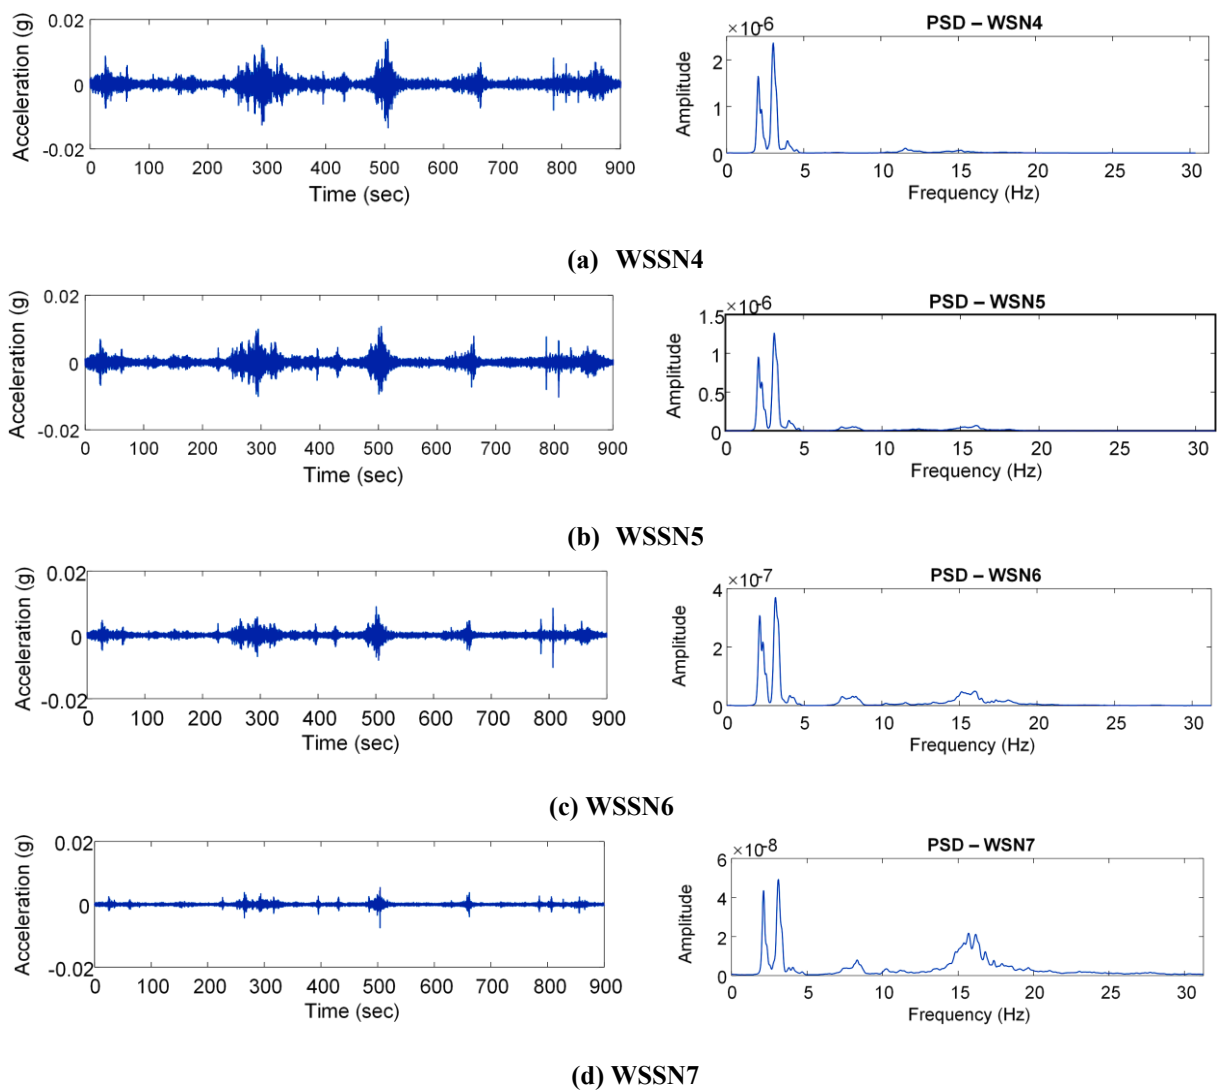 0.02
0
-0.02
Acceleration (g)
0 100 200 300 400 500 600 700 800 900
Time (sec)
PSD – WSN4
×10-6
2
1
0
Amplitude
0 5 10 15 20 25 30
Frequency (Hz)
(a) WSSN4
0.02
0
-0.02
Acceleration (g)
0 100 200 300 400 500 600 700 800 900
Time (sec)
PSD – WSN5
×10-6
1.5
1
0.5
0
Amplitude
0 5 10 15 20 25 30
Frequency (Hz)
(b) WSSN5
0.02
0
-0.02
Acceleration (g)
0 100 200 300 400 500 600 700 800 900
Time (sec)
PSD – WSN6
×10-7
4
2
0
Amplitude
0 5 10 15 20 25 30
Frequency (Hz)
(c) WSSN6
0.02
0
-0.02
Acceleration (g)
0 100 200 300 400 500 600 700 800 900
Time (sec)
PSD – WSN7
×10-8
6
4
2
0
Amplitude
0 5 10 15 20 25 30
Frequency (Hz)
(d) WSSN7